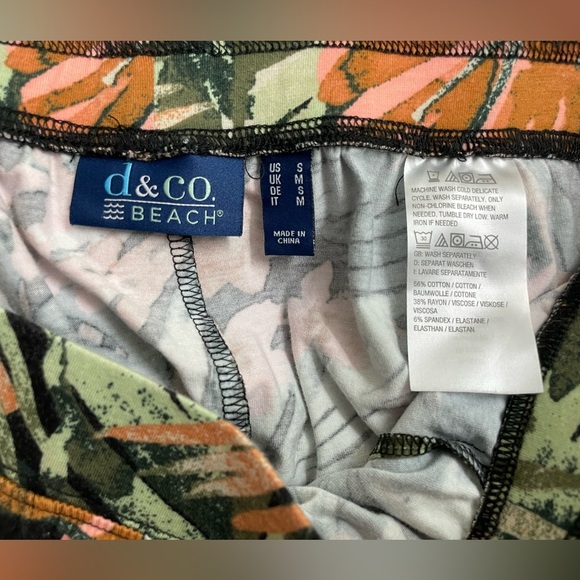 d&co.
BEACH®
US S
UK M
DE S
IT M
MADE IN
CHINA
MACHINE WASH COLD DELICATE
CYCLE, WASH SEPARATELY, ONLY
NON-CHLORINE BLEACH WHEN
NEEDED, TUMBLE DRY LOW, WARM
IRON IF NEEDED
30
GB: WASH SEPARATELY
D: SEPARAT WASCHEN
I: LAVARE SEPARATAMENTE
56% COTTON / COTTON /
BAUMWOLLE / COTONE
38% RAYON / VISCOSE / VISKOSE /
VISCOSA
6% SPANDEX / ELASTANE /
ELASTHAN / ELASTAN